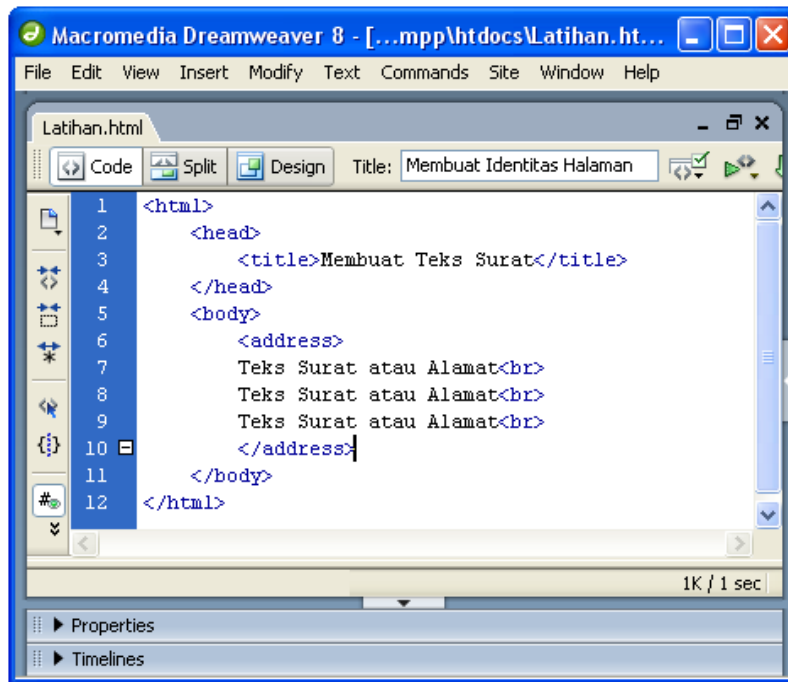 Macromedia Dreamweaver 8 - [...mpp\htdocs\Latihan.ht...
File Edit View Insert Modify Text Commands Site Window Help
Latihan.html
Code Split Design Title: Membuat Identitas Halaman
1 <html>
2 <head>
3 <title>Membuat Teks Surat</title>
4 </head>
5 <body>
6 <address>
7 Teks Surat atau Alamat<br>
8 Teks Surat atau Alamat<br>
9 Teks Surat atau Alamat<br>
10 </address>
11 </body>
12 </html>
1K / 1 sec
Properties
Timelines